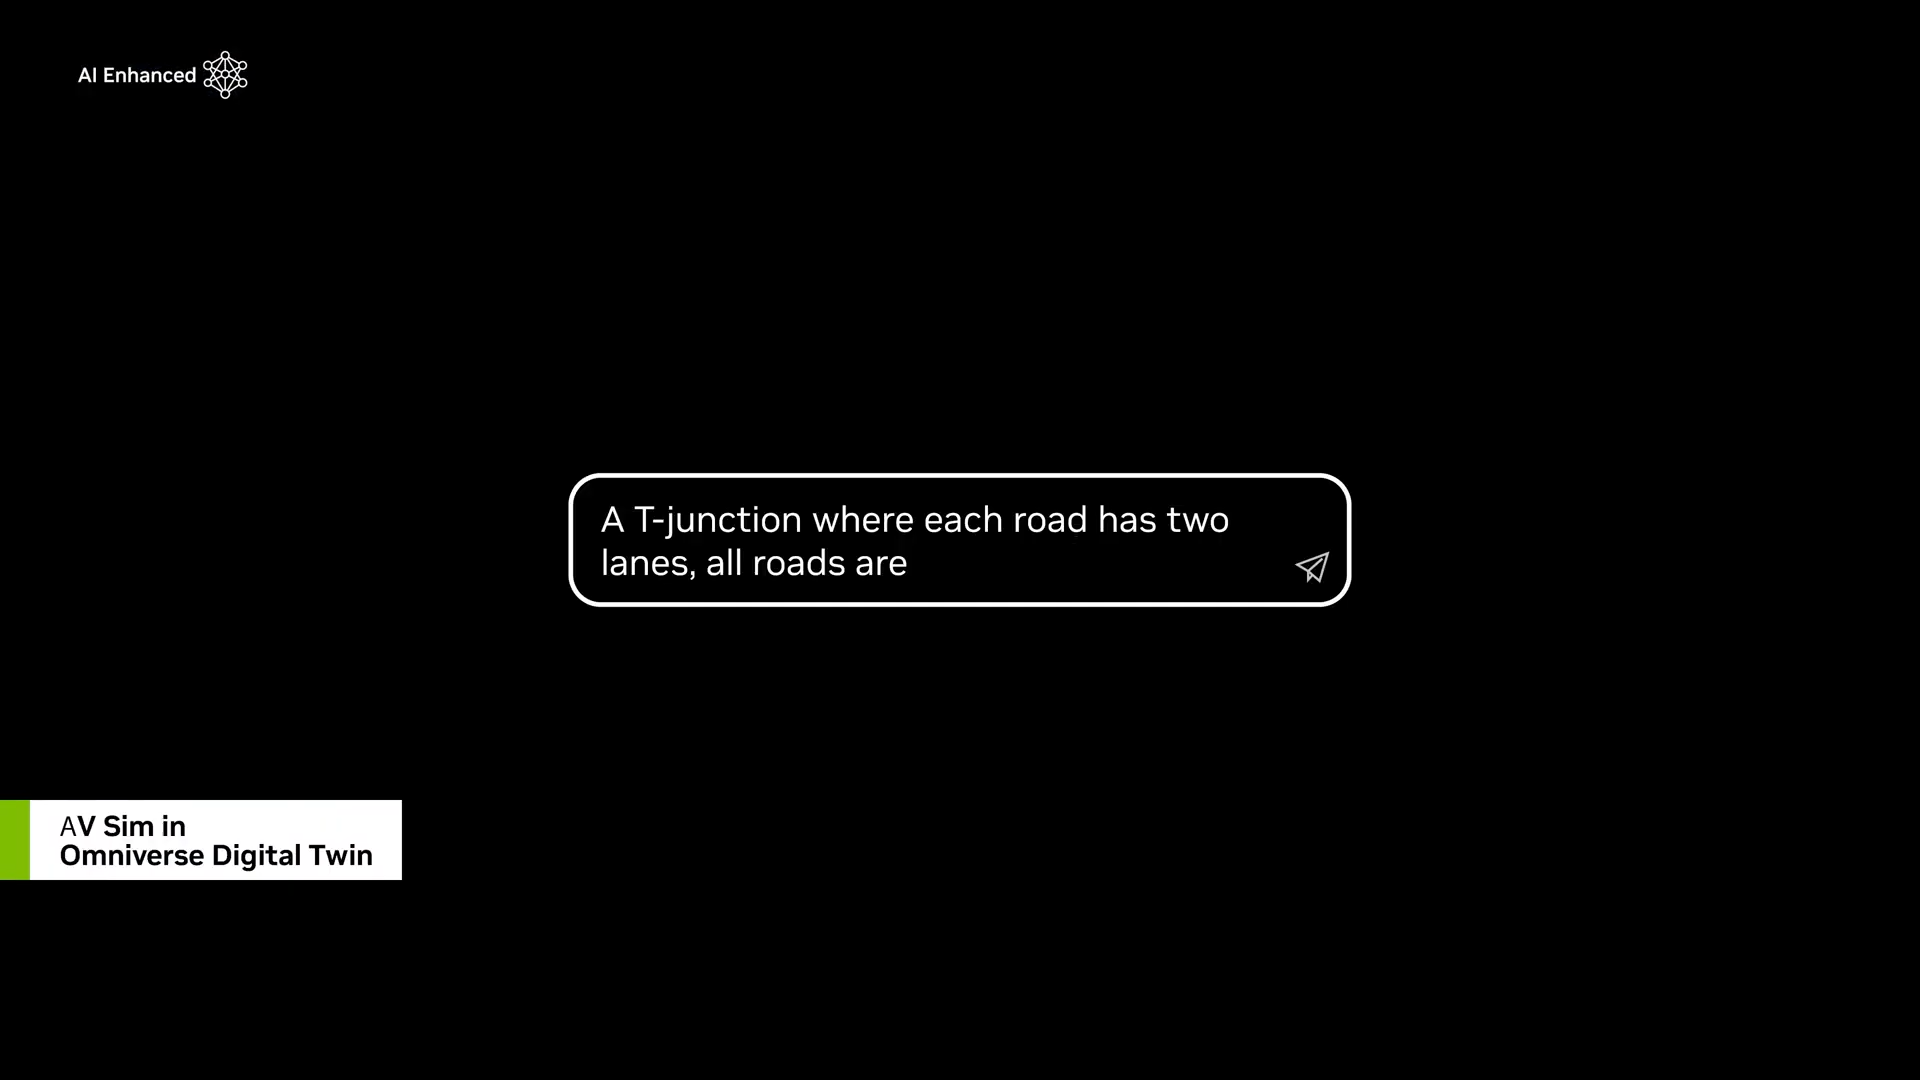 AI Enhanced
A T-junction where each road has two
lanes, all roads are
AV Sim in
Omniverse Digital Twin